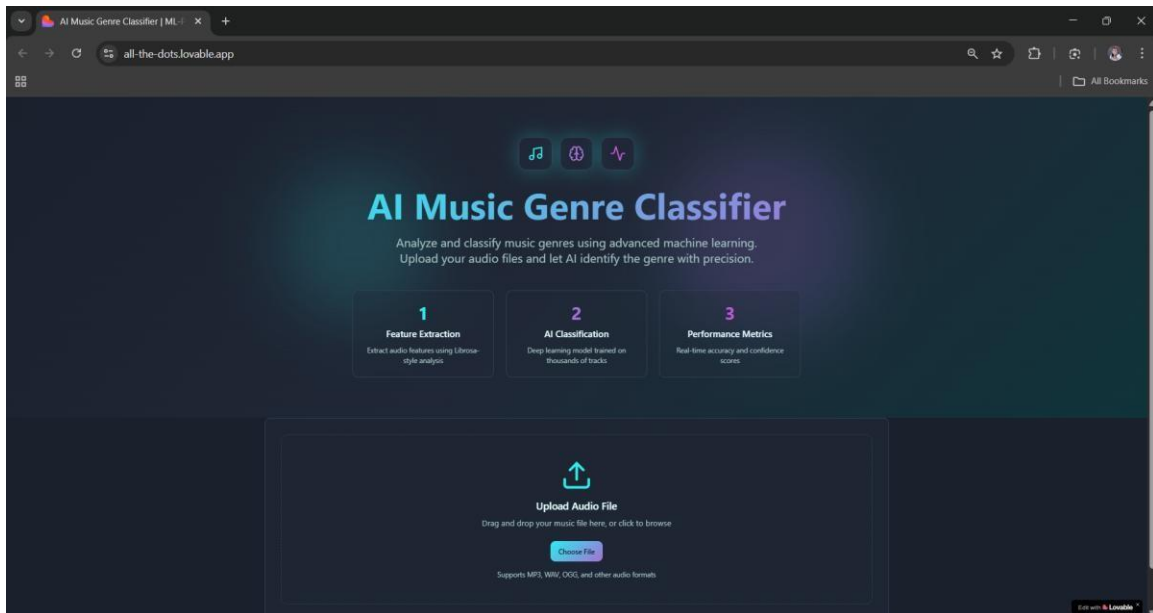 AI Music Genre Classifier | ML-
all-the-dots.lovable.app
All Bookmarks
AI Music Genre Classifier
Analyze and classify music genres using advanced machine learning.
Upload your audio files and let AI identify the genre with precision.
1
Feature Extraction
Extract audio features using Librosa-
style analysis
2
AI Classification
Deep learning model trained on
thousands of tracks
3
Performance Metrics
Real-time accuracy and confidence
scores
Upload Audio File
Drag and drop your music file here, or click to browse
Choose File
Supports MP3, WAV, OGG, and other audio formats
Edit with Lovable